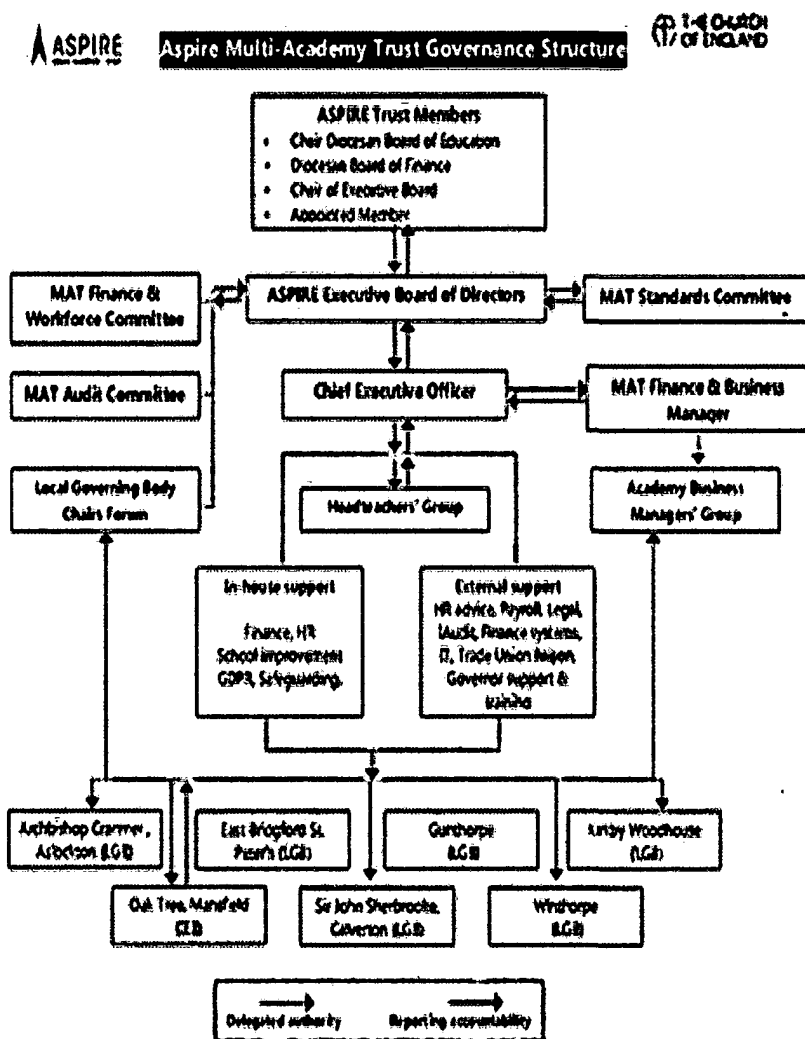 ASPIRE
Aspire Multi-Academy Trust Governance Structure
THE CHURCH
OF ENGLAND
ASPIRE Trust Members
• Chair Diocesan Board of Education
• Diocesan Board of Finance
• Chair of Executive Board
• Appointed Member
MAT Finance &
Workforce Committee
ASPIRE Executive Board of Directors
MAT Standards Committee
MAT Audit Committee
Chief Executive Officer
MAT Finance & Business
Manager
Local Governing Body
Chairs Forum
Headteachers' Group
Academy Business
Managers' Group
In-house support
Finance, HR
School improvement
GDPR, Safeguarding,
External support
HR advice, Payroll, Legal,
Audit, Finance systems,
IT, Trade Union liaison,
Governor support &
training
Archbishop Cranmer,
Aslockton (LGB)
East Bridgford St.
Peter's (LGB)
Gunthorpe
(LGB)
Kirkby Woodhouse
(LGB)
Oak Tree, Mansfield
Sir John Sherbrooke,
Calverton (LGB)
Winthorpe
(LGB)
Delegated authority
Reporting accountability